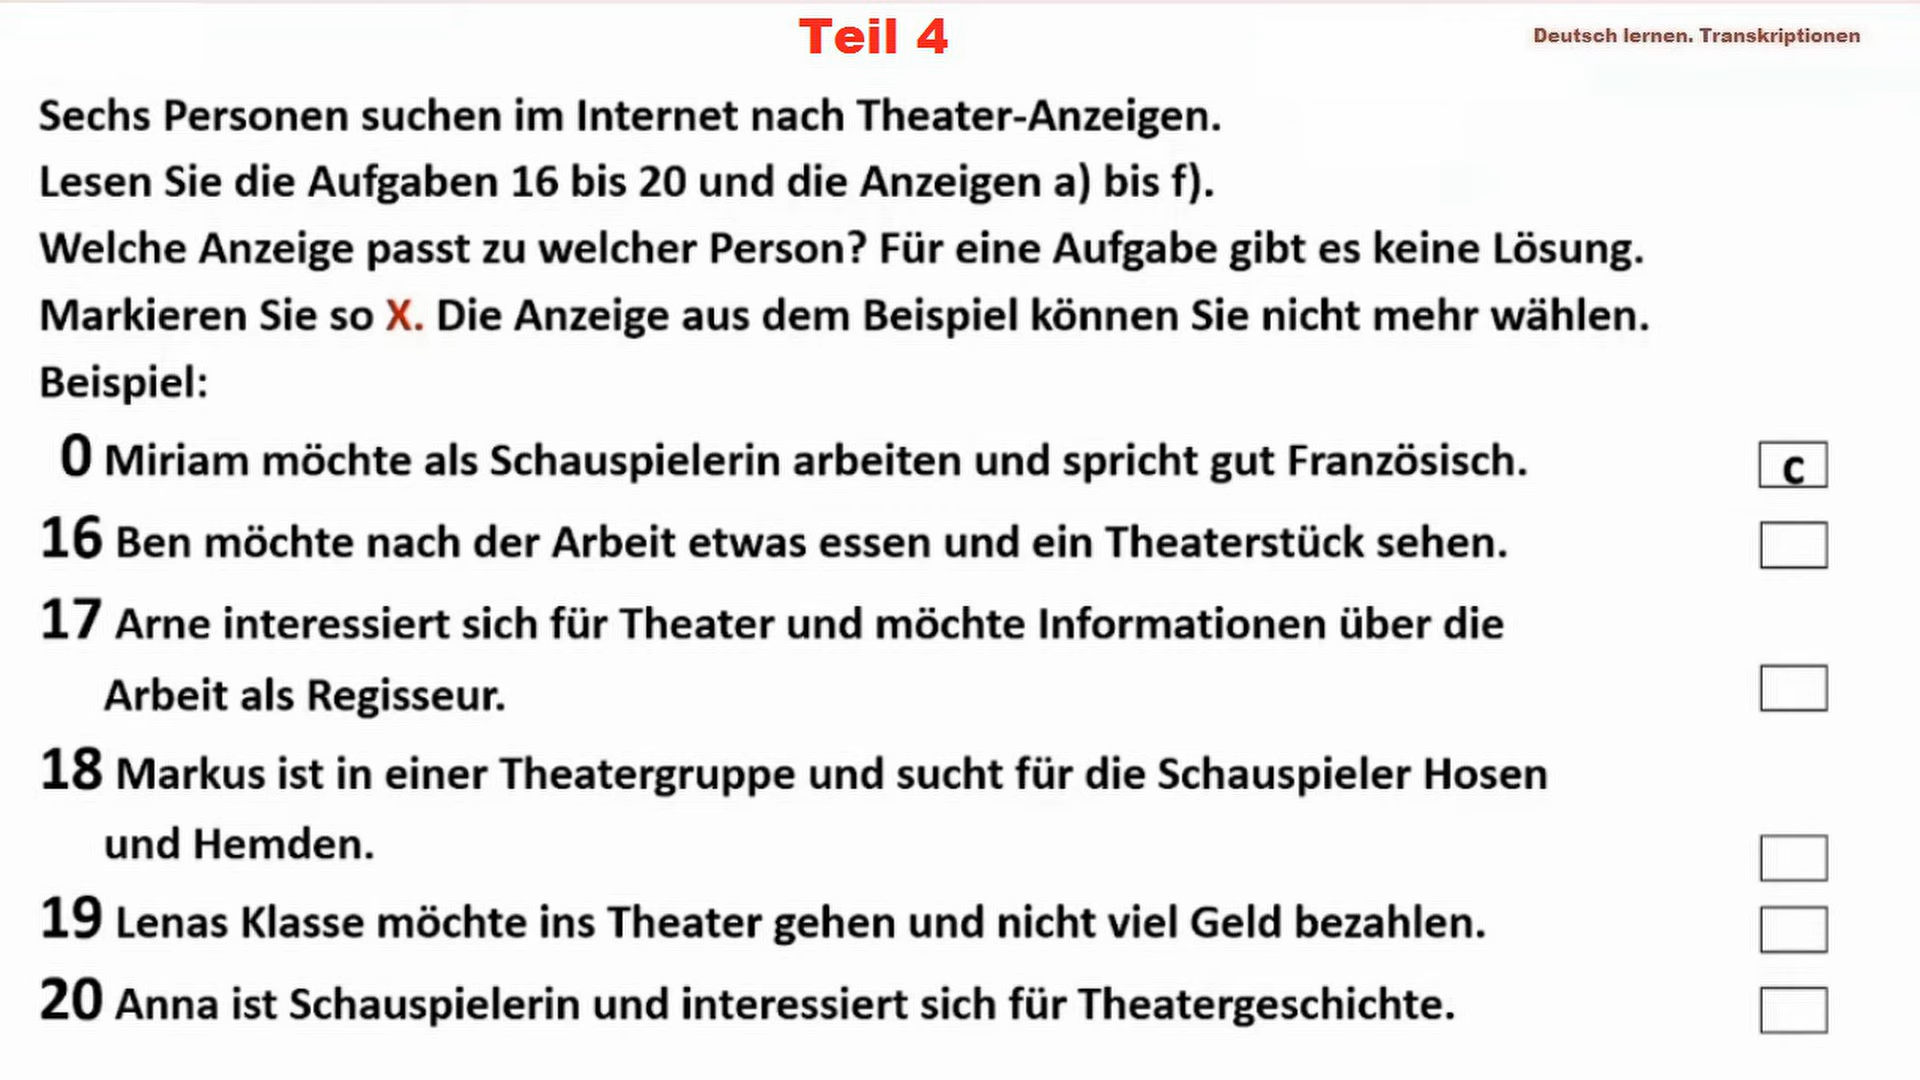 Teil 4
Deutsch lernen. Transkriptionen
Sechs Personen suchen im Internet nach Theater-Anzeigen.
Lesen Sie die Aufgaben 16 bis 20 und die Anzeigen a) bis f).
Welche Anzeige passt zu welcher Person? Für eine Aufgabe gibt es keine Lösung.
Markieren Sie so X. Die Anzeige aus dem Beispiel können Sie nicht mehr wählen.
Beispiel:
0 Miriam möchte als Schauspielerin arbeiten und spricht gut Französisch. c
16 Ben möchte nach der Arbeit etwas essen und ein Theaterstück sehen.
17 Arne interessiert sich für Theater und möchte Informationen über die
Arbeit als Regisseur.
18 Markus ist in einer Theatergruppe und sucht für die Schauspieler Hosen
und Hemden.
19 Lenas Klasse möchte ins Theater gehen und nicht viel Geld bezahlen.
20 Anna ist Schauspielerin und interessiert sich für Theatergeschichte.